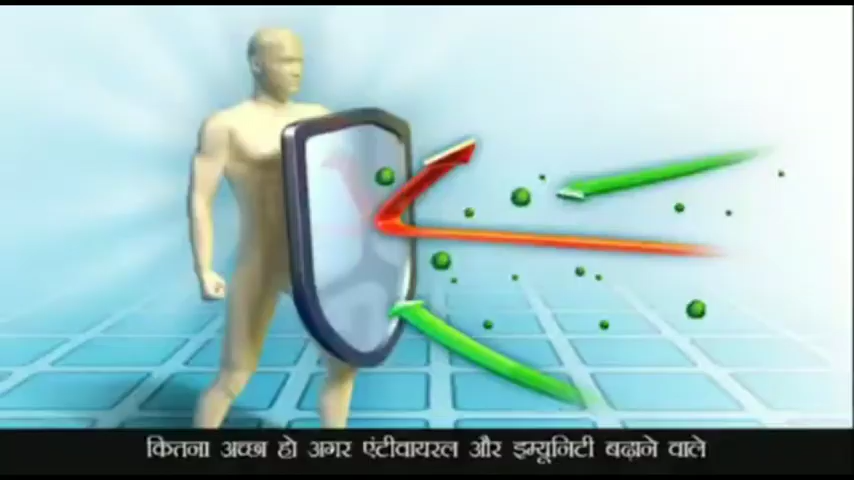 कितना अच्छा हो अगर एंटीवायरल और इम्यूनिटी बढ़ाने वाले